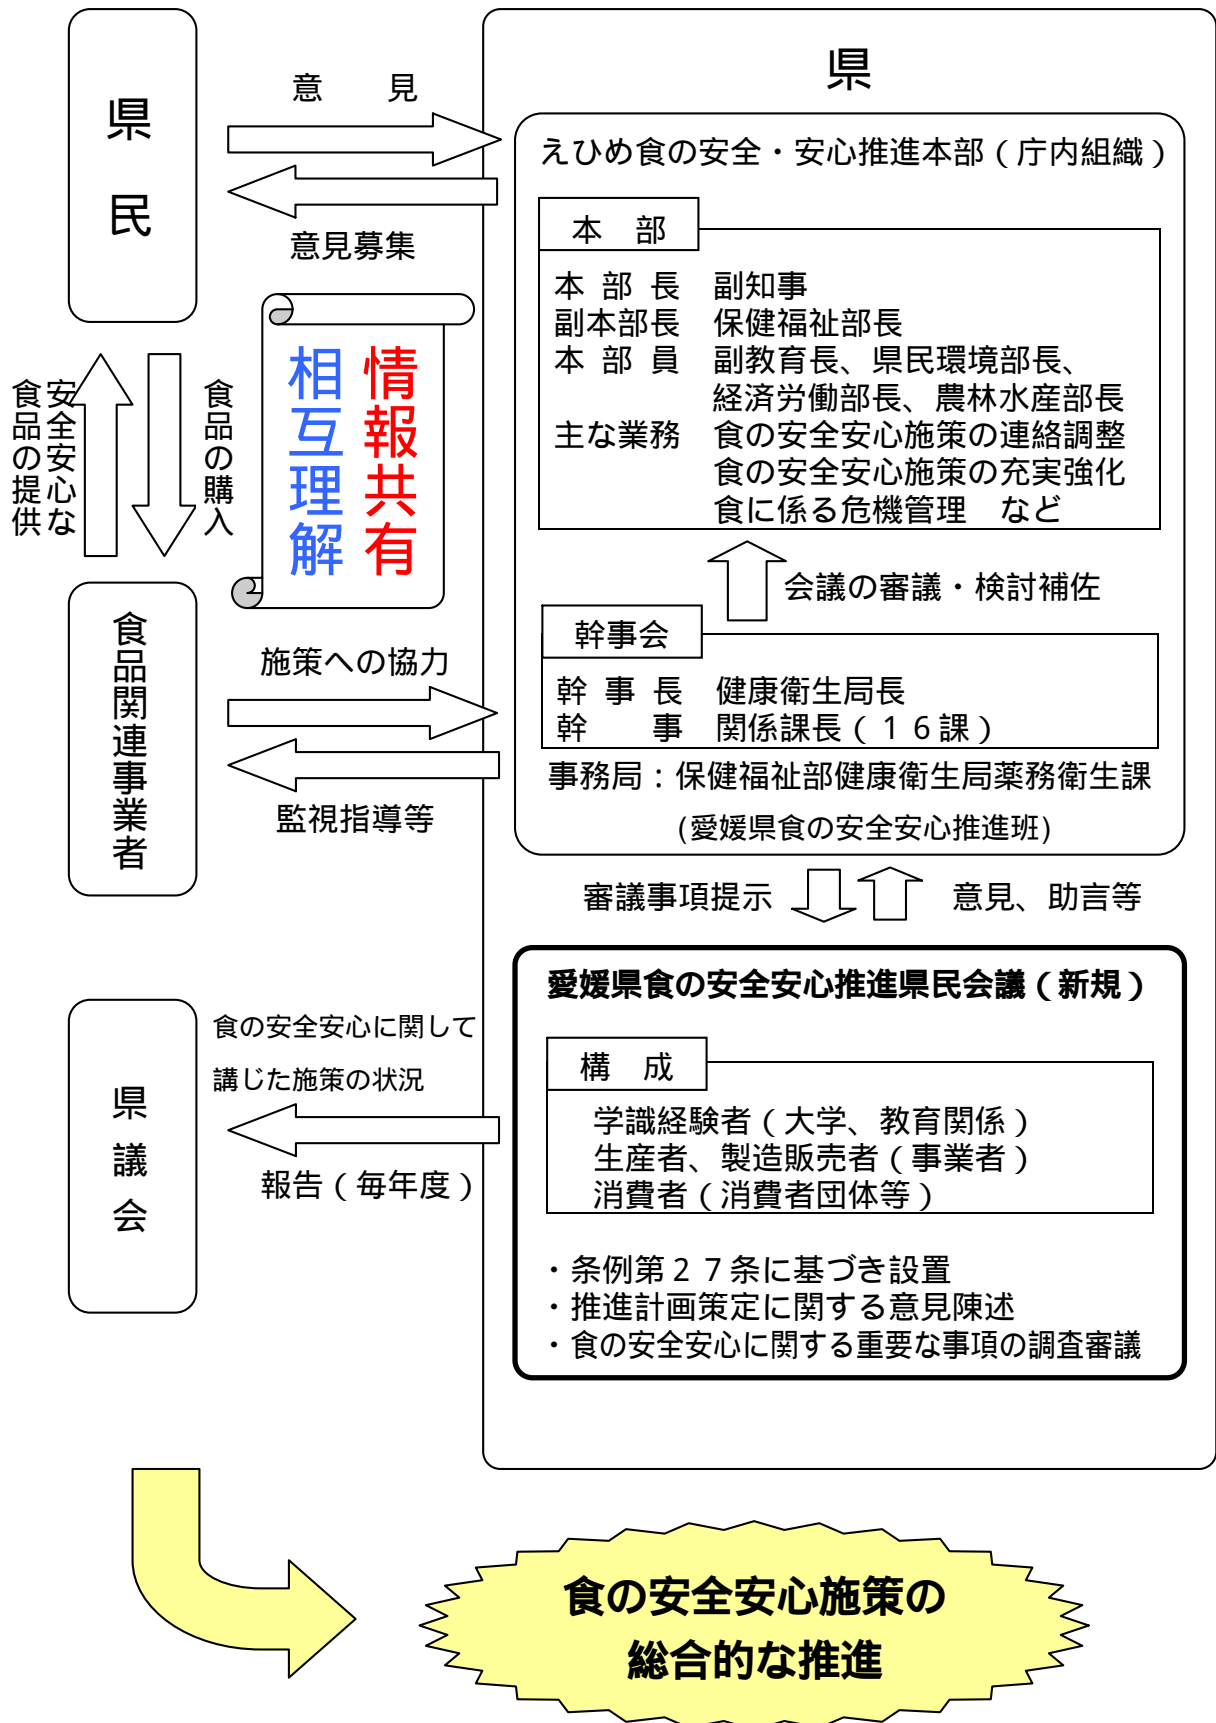 県
民
意　　見
意見募集
安全安心な
食品の提供
食品の購入
情報共有
相互理解
食品関連事業者
施策への協力
監視指導等
県議会
食の安全安心に関して
講じた施策の状況
報告（毎年度）
県
えひめ食の安全・安心推進本部（庁内組織）
本　部
本 部 長　副知事
副本部長　保健福祉部長
本 部 員　副教育長、県民環境部長、
経済労働部長、農林水産部長
主な業務　食の安全安心施策の連絡調整
食の安全安心施策の充実強化
食に係る危機管理　など
会議の審議・検討補佐
幹事会
幹 事 長　健康衛生局長
幹　　事　関係課長（１６課）
事務局：保健福祉部健康衛生局薬務衛生課
(愛媛県食の安全安心推進班)
審議事項提示
意見、助言等
愛媛県食の安全安心推進県民会議（新規）
構　成
学識経験者（大学、教育関係）
生産者、製造販売者（事業者）
消費者（消費者団体等）
・条例第２７条に基づき設置
・推進計画策定に関する意見陳述
・食の安全安心に関する重要な事項の調査審議
食の安全安心施策の
総合的な推進